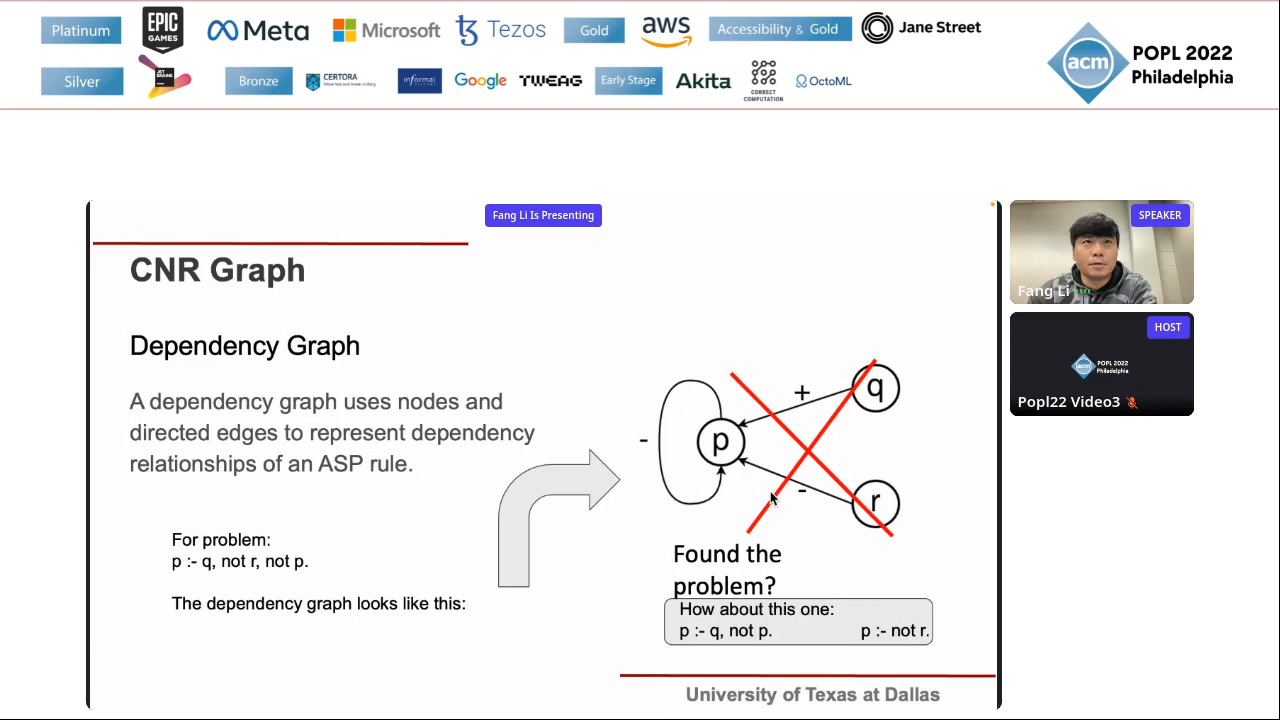 Platinum
EPIC
GAMES
Meta
Microsoft
Tezos
Gold
aws
Accessibility & Gold
Jane Street
Silver
JET
BRAINS
Bronze
CERTORA
informal
Google
TWEAG
Early Stage
Akita
CORRECT
COMPUTATION
OctoML
acm
POPL 2022
Philadelphia
Fang Li Is Presenting
CNR Graph
Dependency Graph
A dependency graph uses nodes and
directed edges to represent dependency
relationships of an ASP rule.
For problem:
p :- q, not r, not p.
The dependency graph looks like this:
+
q
-
p
-
r
Found the
problem?
How about this one:
p :- q, not p. p :- not r.
University of Texas at Dallas
SPEAKER
Fang Li
HOST
acm
POPL 2022
Philadelphia
Popl22 Video3